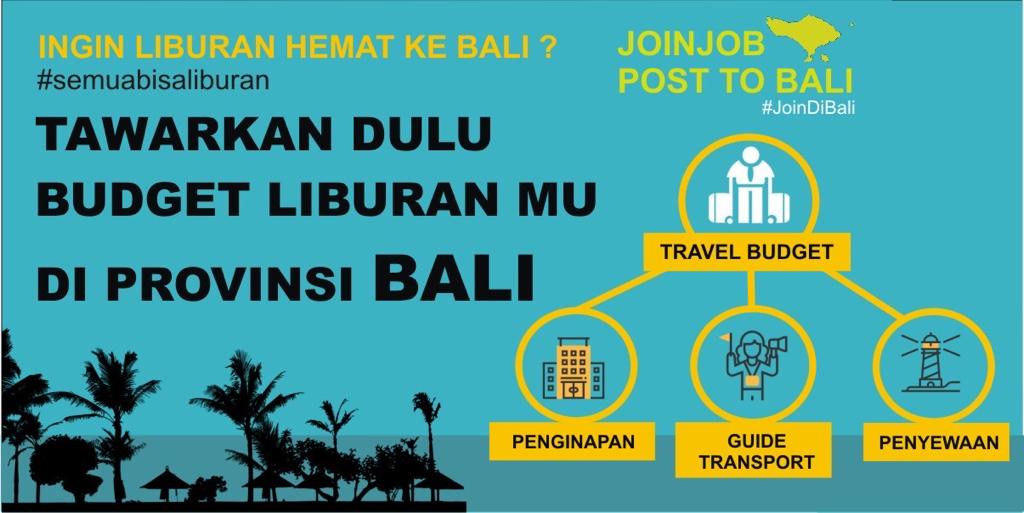 INGIN LIBURAN HEMAT KE BALI ?
#semuabisaliburan
TAWARKAN DULU
BUDGET LIBURAN MU
DI PROVINSI BALI
JOINJOB
POST TO BALI
#JoinDiBali
TRAVEL BUDGET
PENGINAPAN
GUIDE
TRANSPORT
PENYEWAAN